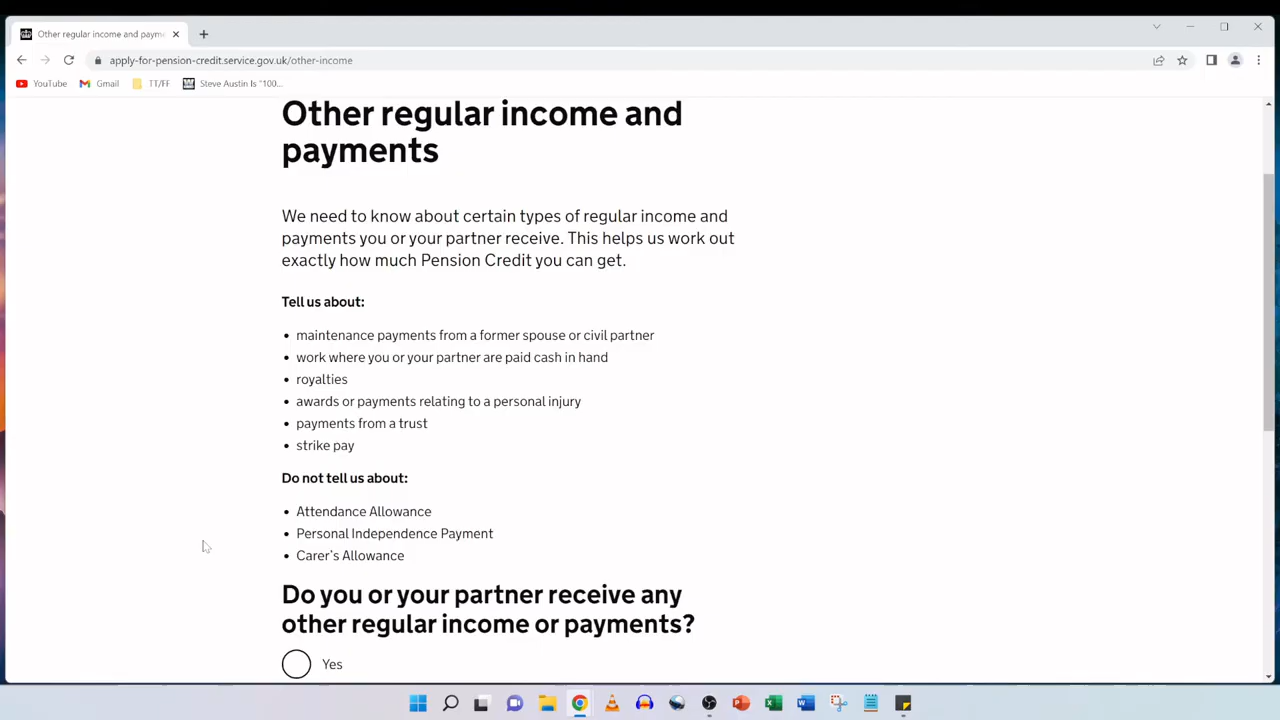 Other regular income and payme
apply-for-pension-credit.service.gov.uk/other-income
YouTube
Gmail
TT/FF
Steve Austin Is "100...
Other regular income and
payments
We need to know about certain types of regular income and
payments you or your partner receive. This helps us work out
exactly how much Pension Credit you can get.
Tell us about:
• maintenance payments from a former spouse or civil partner
• work where you or your partner are paid cash in hand
• royalties
• awards or payments relating to a personal injury
• payments from a trust
• strike pay
Do not tell us about:
• Attendance Allowance
• Personal Independence Payment
• Carer's Allowance
Do you or your partner receive any
other regular income or payments?
Yes